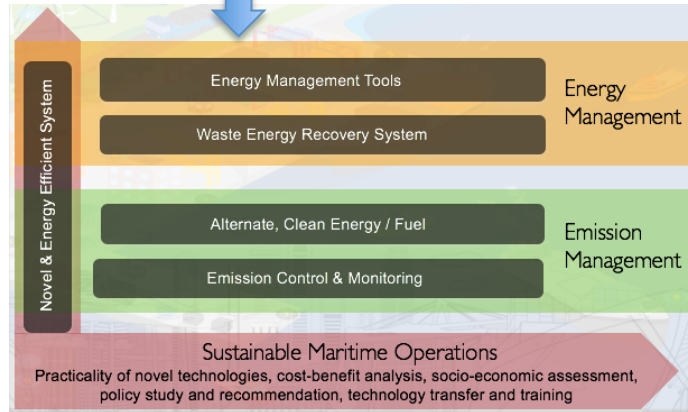 Novel & Energy Efficient System
Energy Management Tools
Waste Energy Recovery System
Energy
Management
Alternate, Clean Energy / Fuel
Emission Control & Monitoring
Emission
Management
Sustainable Maritime Operations
Practicality of novel technologies, cost-benefit analysis, socio-economic assessment,
policy study and recommendation, technology transfer and training